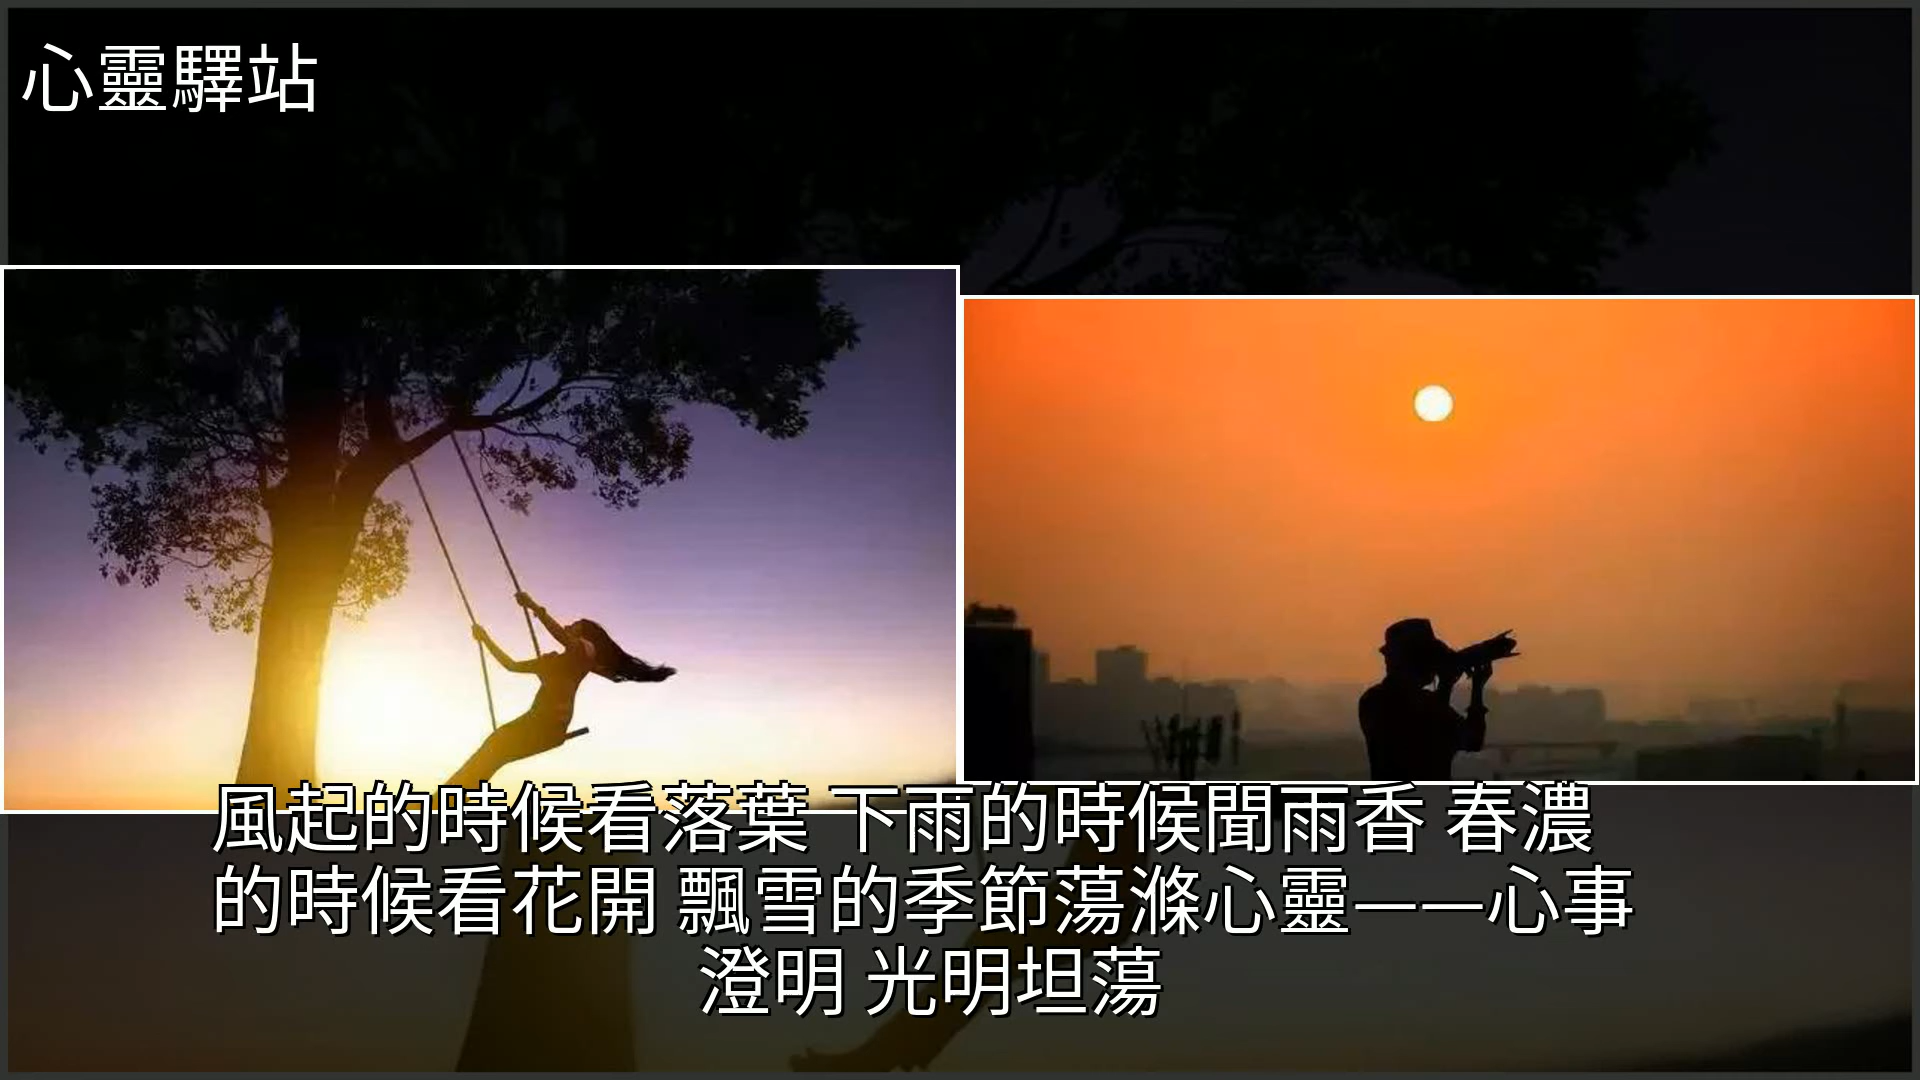 心靈驛站
風起的時候看落葉 下雨的時候聞雨香 春濃
的時候看花開 飄雪的季節蕩滌心靈——心事
澄明 光明坦蕩